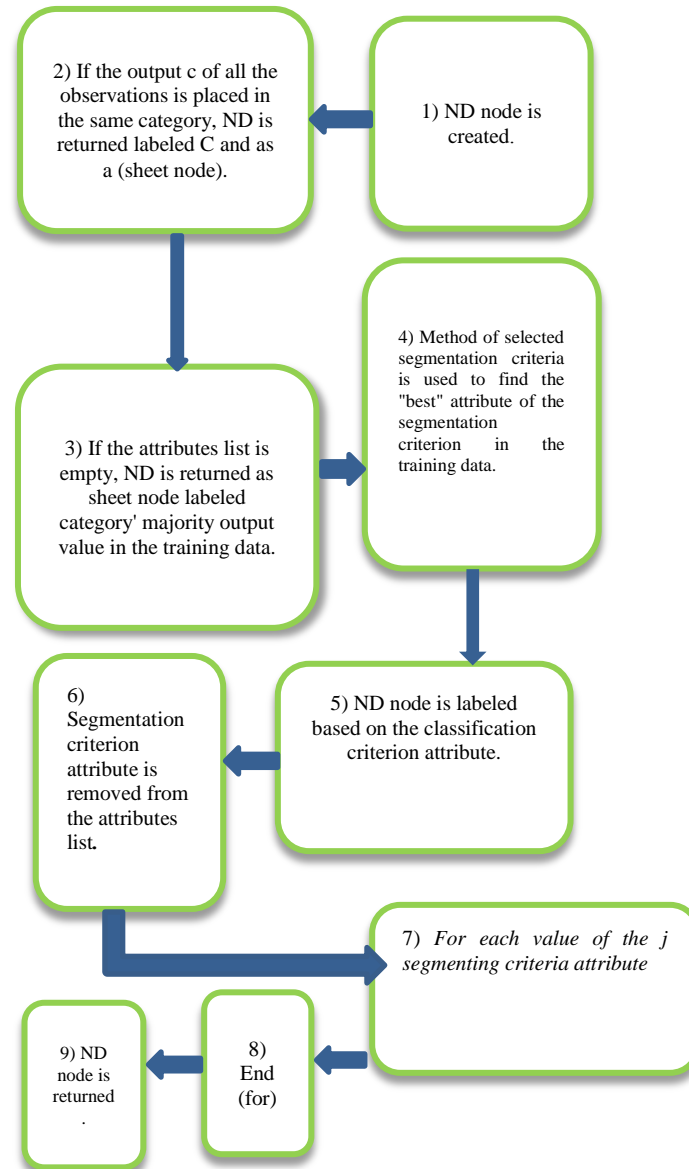 1) ND node is
created.
2) If the output c of all the
observations is placed in
the same category, ND is
returned labeled C and as
a (sheet node).
3) If the attributes list is
empty, ND is returned as
sheet node labeled
category' majority output
value in the training data.
4) Method of selected
segmentation criteria
is used to find the
"best" attribute of the
segmentation
criterion in the
training data.
5) ND node is labeled
based on the classification
criterion attribute.
6)
Segmentation
criterion
attribute is
removed from
the attributes
list.
7) For each value of the j
segmenting criteria attribute
8)
End
(for)
9) ND
node is
returned
.